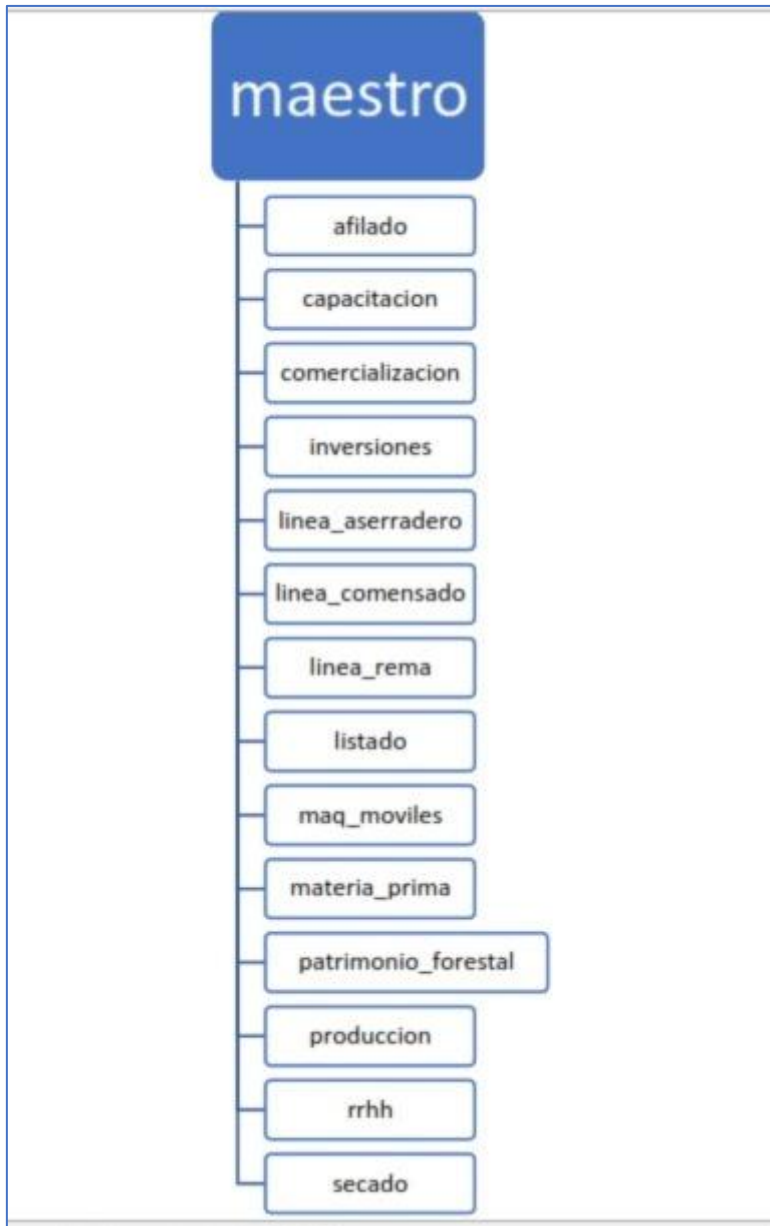 maestro
afilado
capacitacion
comercializacion
inversiones
linea_aserradero
linea_comensado
linea_rema
listado
maq_moviles
materia_prima
patrimonio_forestal
produccion
rrhh
secado